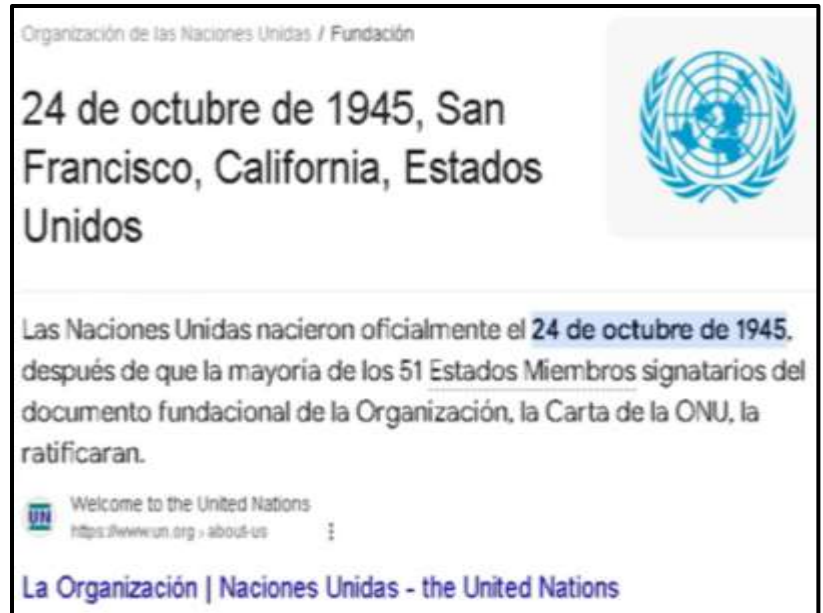 Organización de las Naciones Unidas / Fundación
24 de octubre de 1945, San
Francisco, California, Estados
Unidos
Las Naciones Unidas nacieron oficialmente el 24 de octubre de 1945,
después de que la mayoría de los 51 Estados Miembros signatarios del
documento fundacional de la Organización, la Carta de la ONU, la
ratificaran.
UN
Welcome to the United Nations
https://www.un.org › about-us
La Organización | Naciones Unidas - the United Nations